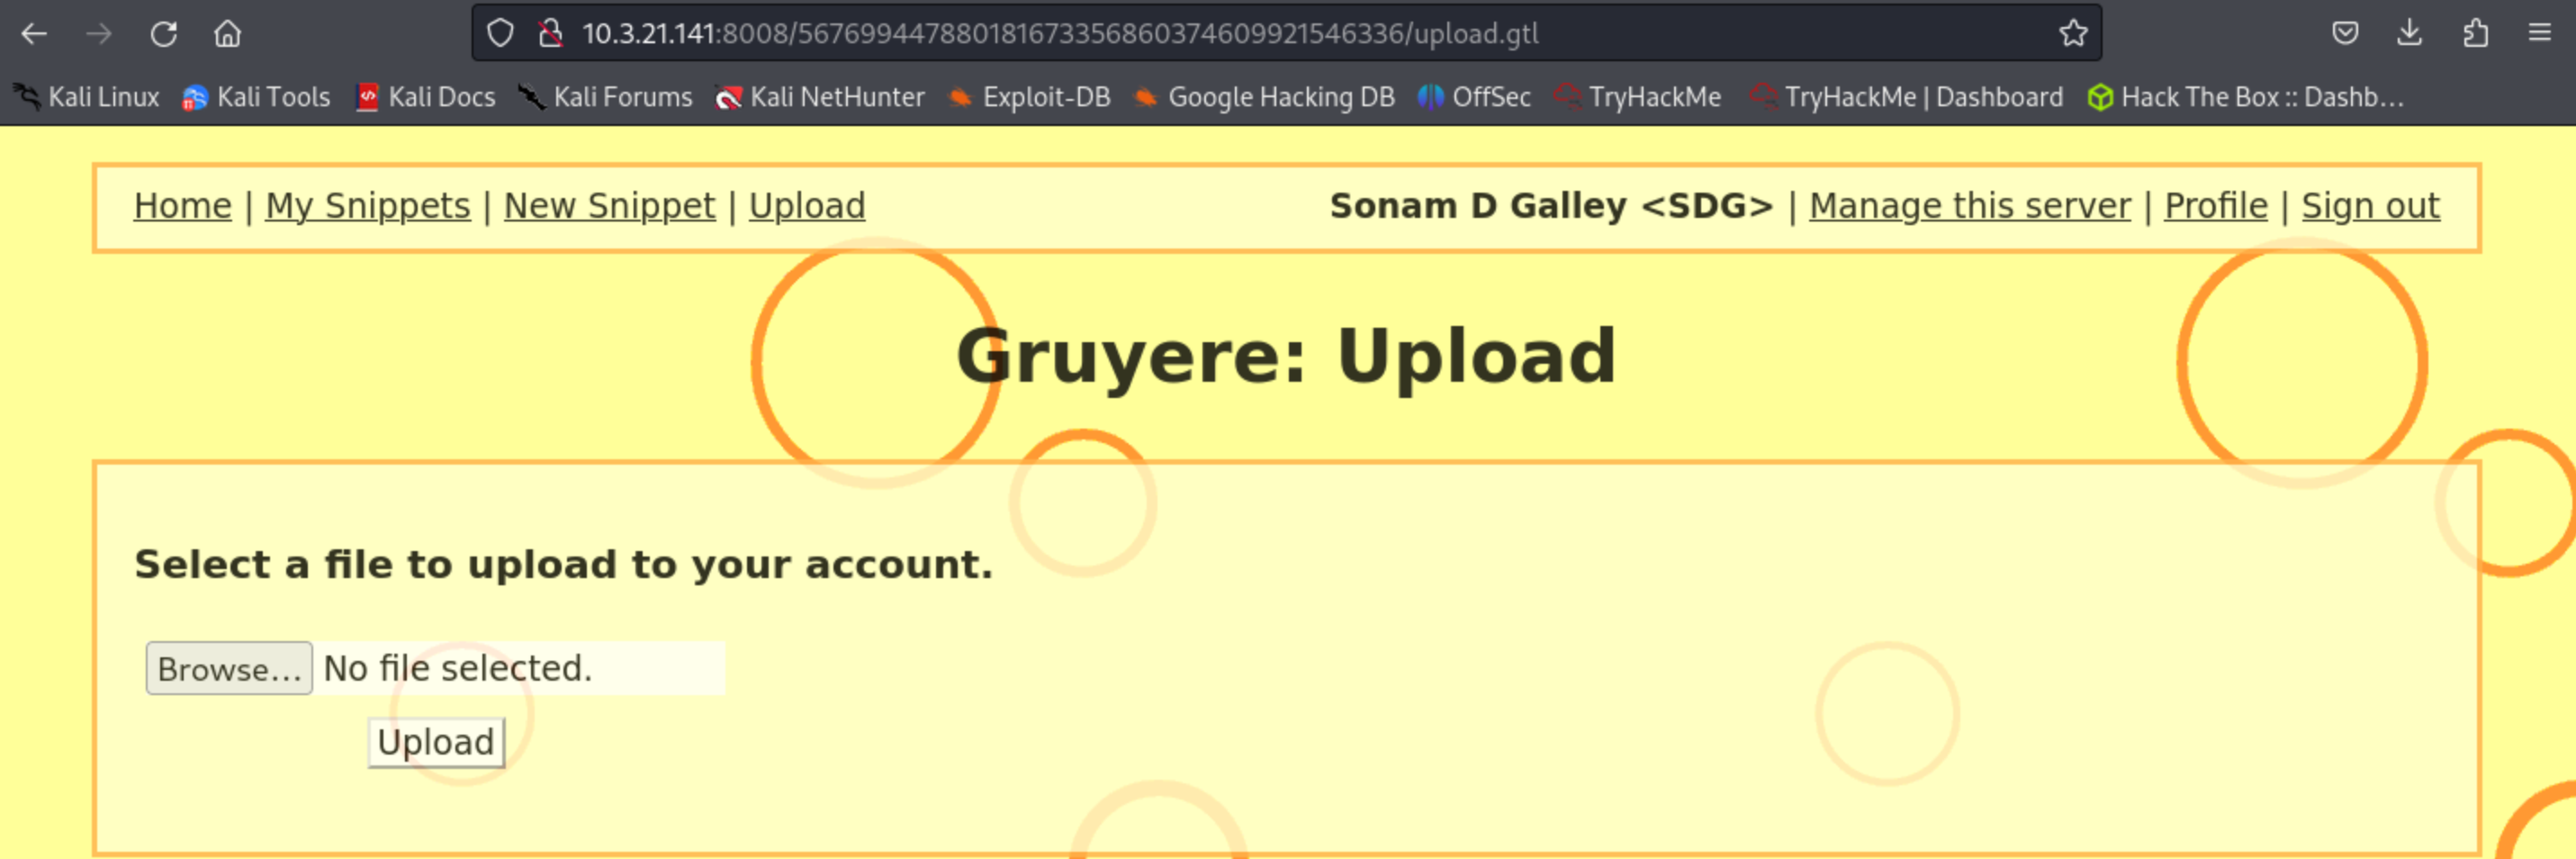 10.3.21.141:8008/567699447880181673356860374609921546336/upload.gtl
Kali Linux Kali Tools Kali Docs Kali Forums Kali NetHunter Exploit-DB Google Hacking DB OffSec TryHackMe TryHackMe | Dashboard Hack The Box :: Dashb…
Home | My Snippets | New Snippet | Upload Sonam D Galley <SDG> | Manage this server | Profile | Sign out
Gruyere: Upload
Select a file to upload to your account.
Browse… No file selected.
Upload